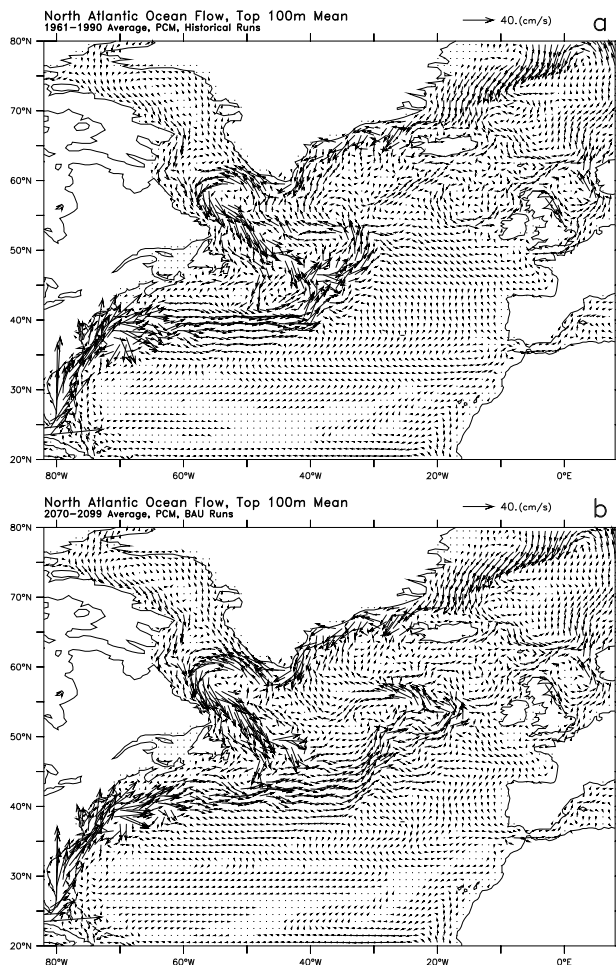 North Atlantic Ocean Flow, Top 100m Mean
1961-1990 Average, PCM, Historical Runs
40.(cm/s)
a
80°N
70°N
60°N
50°N
40°N
30°N
20°N
80°W 60°W 40°W 20°W 0°E
North Atlantic Ocean Flow, Top 100m Mean
2070-2099 Average, PCM, BAU Runs
40.(cm/s)
b
80°N
70°N
60°N
50°N
40°N
30°N
20°N
80°W 60°W 40°W 20°W 0°E